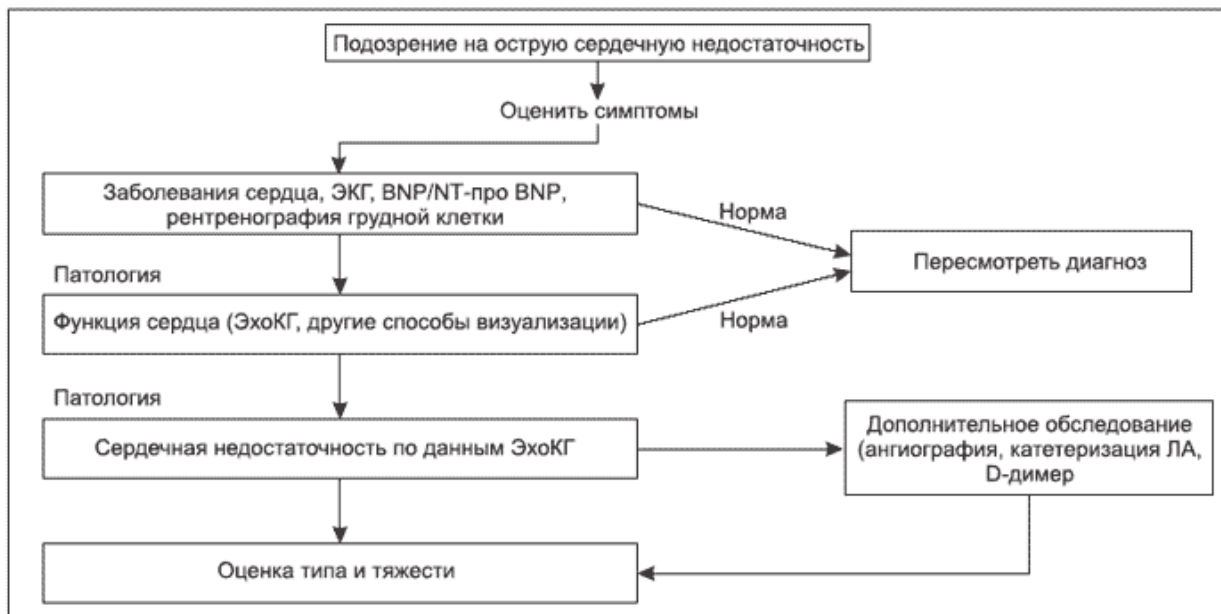 Подозрение на острую сердечную недостаточность
Оценить симптомы
Заболевания сердца, ЭКГ, BNP/NT-про BNP,
рентренография грудной клетки
Норма
Пересмотреть диагноз
Патология
Функция сердца (ЭхоКГ, другие способы визуализации)
Норма
Патология
Сердечная недостаточность по данным ЭхоКГ
Дополнительное обследование
(ангиография, катетеризация ЛА,
D-димер
Оценка типа и тяжести